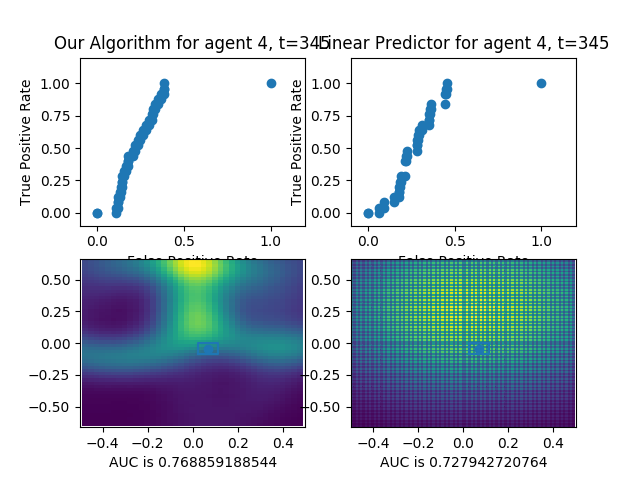 Our Algorithm for agent 4, t=345
Linear Predictor for agent 4, t=345
True Positive Rate
1.00
0.75
0.50
0.25
0.00
0.0 0.5 1.0
False Positive Rate
True Positive Rate
1.00
0.75
0.50
0.25
0.00
0.0 0.5 1.0
False Positive Rate
0.50
0.25
0.00
−0.25
−0.50
−0.4 −0.2 0.0 0.2 0.4
AUC is 0.768859188544
0.50
0.25
0.00
−0.25
−0.50
−0.4 −0.2 0.0 0.2 0.4
AUC is 0.727942720764